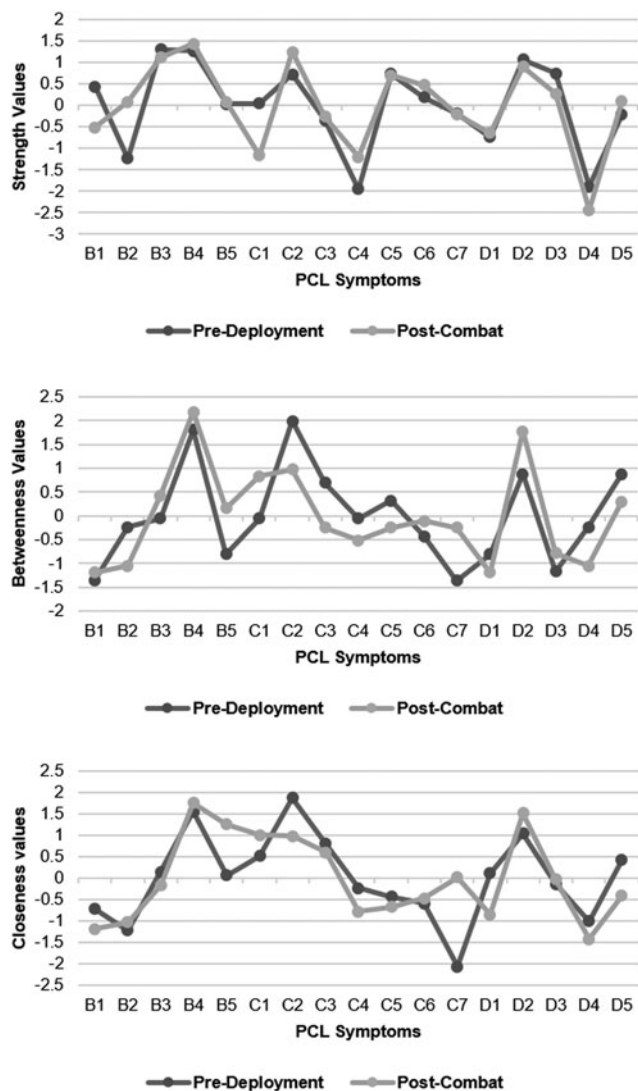 Strength Values
2
1.5
1
0.5
0
-0.5
-1
-1.5
-2
-2.5
-3
B1 B2 B3 B4 B5 C1 C2 C3 C4 C5 C6 C7 D1 D2 D3 D4 D5
PCL Symptoms
Pre-Deployment Post-Combat
Betweenness Values
2.5
2
1.5
1
0.5
0
-0.5
-1
-1.5
-2
B1 B2 B3 B4 B5 C1 C2 C3 C4 C5 C6 C7 D1 D2 D3 D4 D5
PCL Symptoms
Pre-Deployment Post-Combat
Closeness values
2.5
2
1.5
1
0.5
0
-0.5
-1
-1.5
-2
-2.5
B1 B2 B3 B4 B5 C1 C2 C3 C4 C5 C6 C7 D1 D2 D3 D4 D5
PCL Symptoms
Pre-Deployment Post-Combat